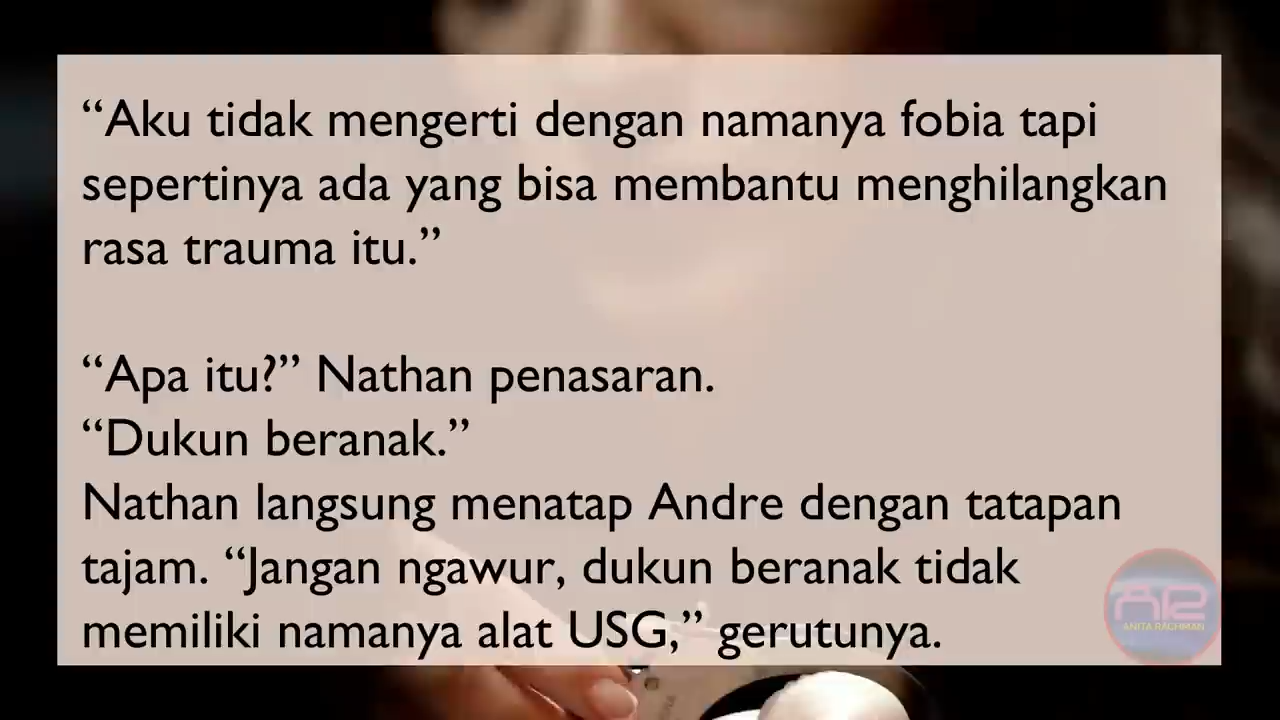 “Aku tidak mengerti dengan namanya fobia tapi
sepertinya ada yang bisa membantu menghilangkan
rasa trauma itu.”
“Apa itu?” Nathan penasaran.
“Dukun beranak.”
Nathan langsung menatap Andre dengan tatapan
tajam. “Jangan ngawur, dukun beranak tidak
memiliki namanya alat USG,” gerutunya.
AR
ANITA RACHMAN